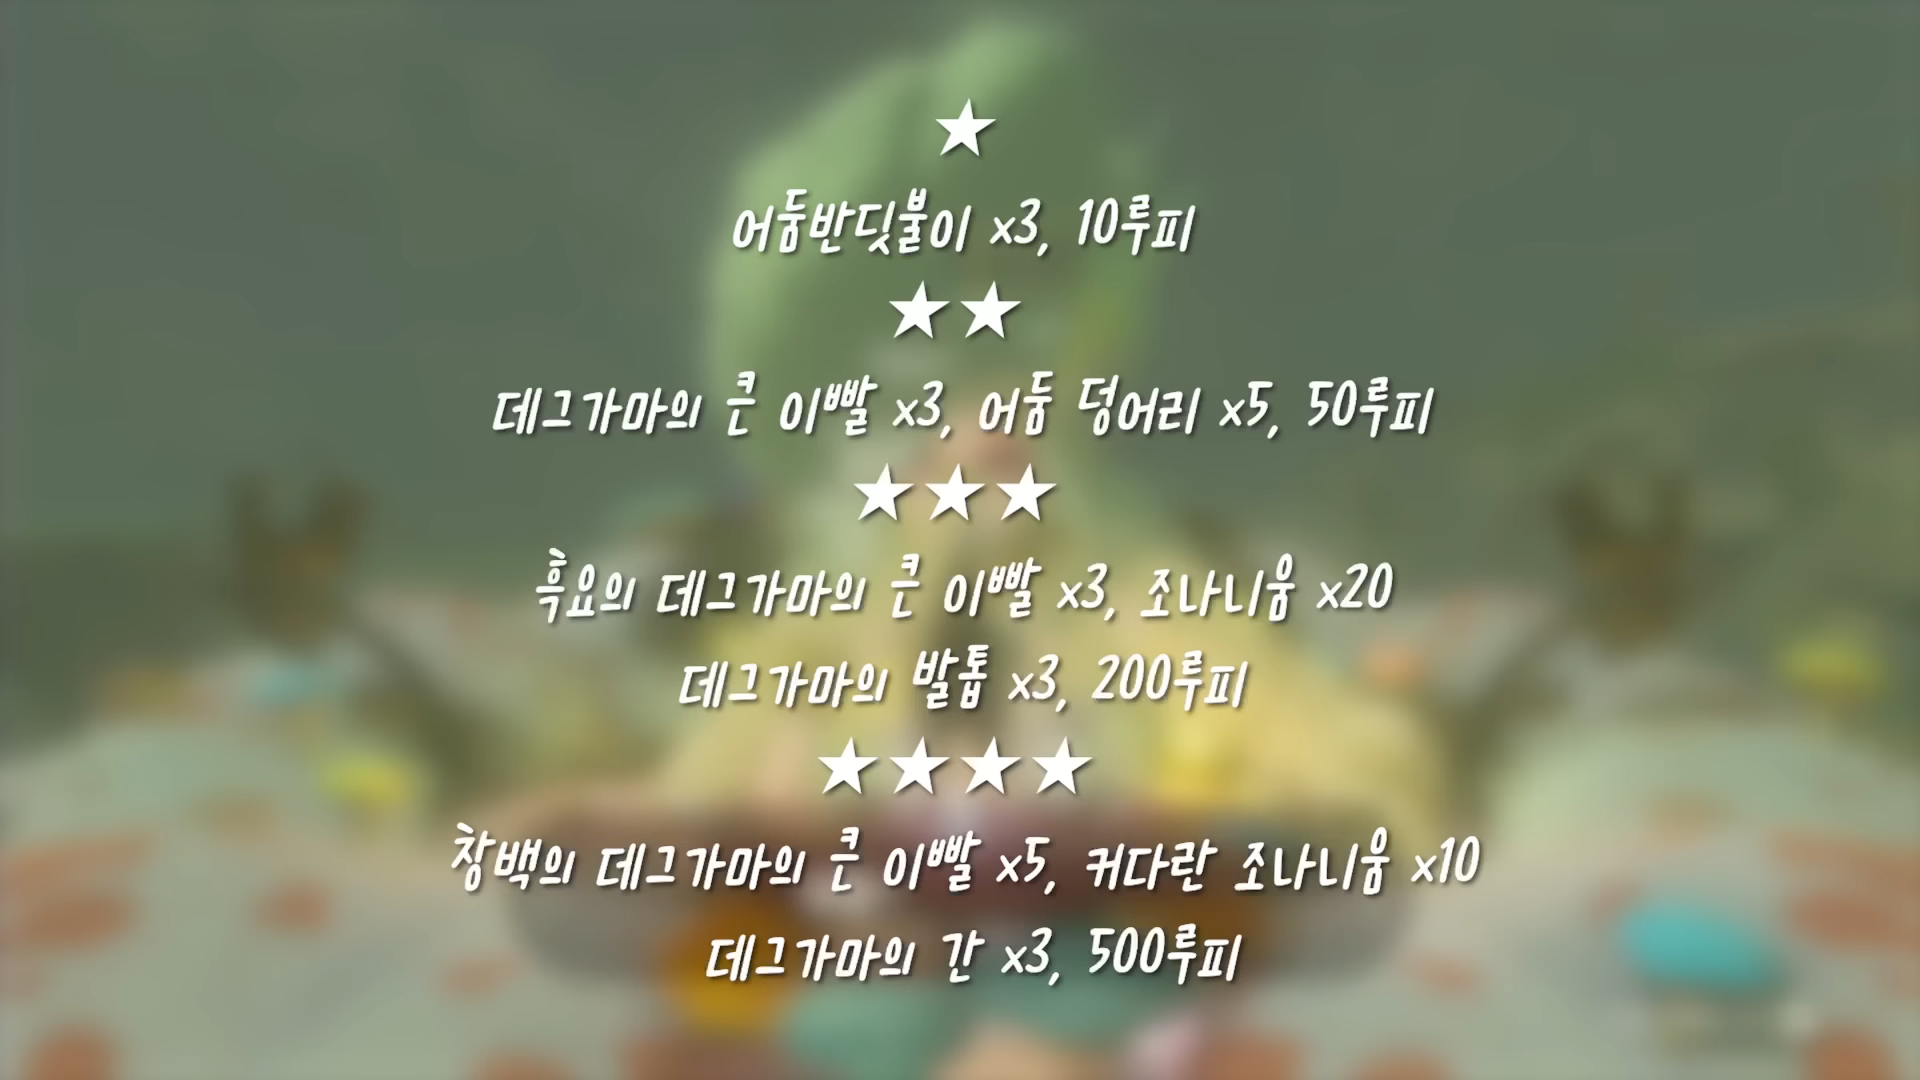 ★
어둠반딧불이 x3, 10루피
★★
데그가마의 큰 이빨 x3, 어둠 덩어리 x5, 50루피
★★★
흑요의 데그가마의 큰 이빨 x3, 조나니움 x20
데그가마의 발톱 x3, 200루피
★★★★
창백의 데그가마의 큰 이빨 x5, 커다란 조나니움 x10
데그가마의 간 x3, 500루피